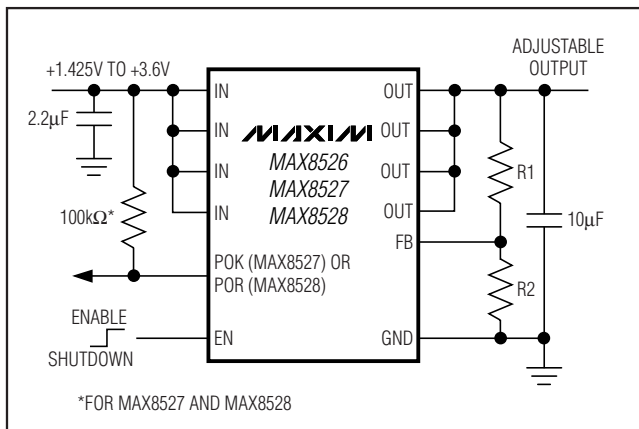 +1.425V TO +3.6V
2.2μF
100kΩ*
ENABLE
SHUTDOWN
IN
IN
IN
IN
POK (MAX8527) OR
POR (MAX8528)
EN
MAXIM
MAX8526
MAX8527
MAX8528
OUT
OUT
OUT
OUT
FB
GND
ADJUSTABLE
OUTPUT
R1
R2
10μF
*FOR MAX8527 AND MAX8528